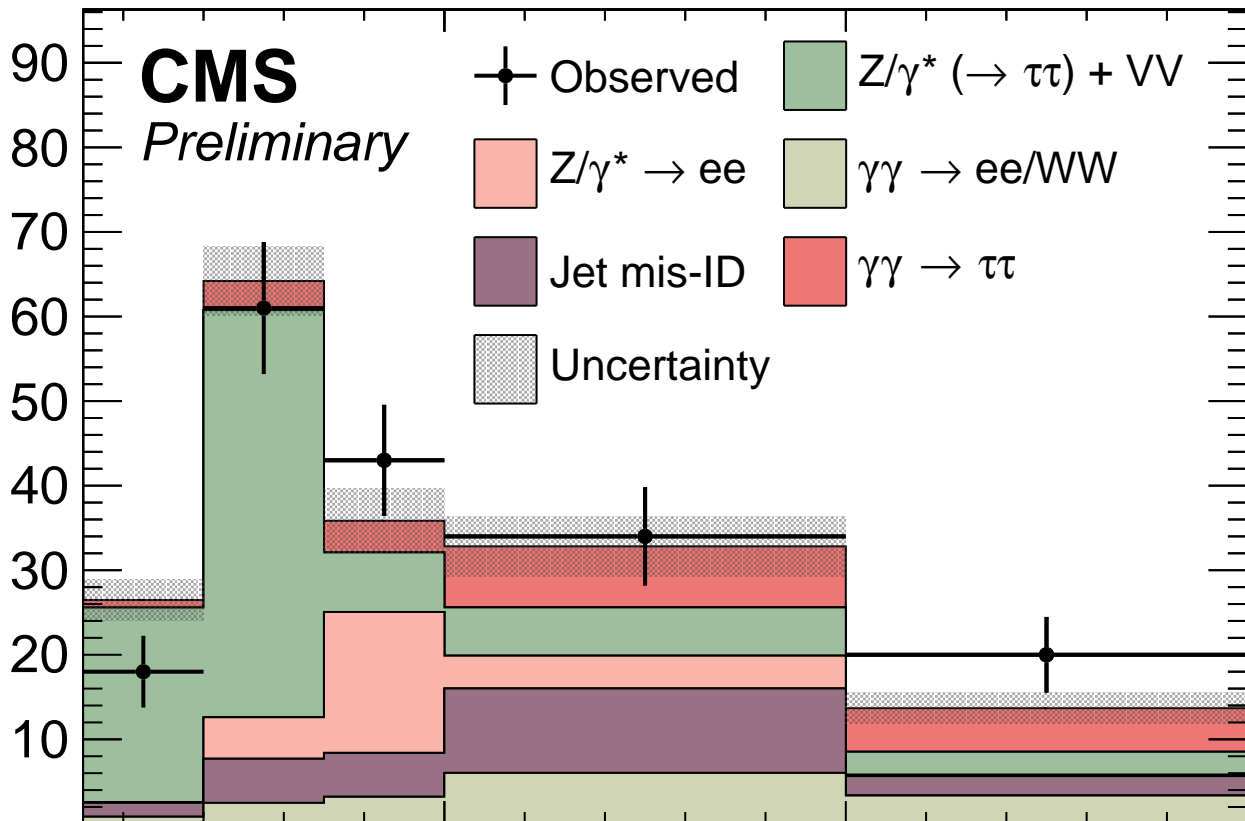 90
80
70
60
50
40
30
20
10
CMS
Preliminary
Observed
Z/γ* → ee
Jet mis-ID
Uncertainty
Z/γ* (→ ττ) + VV
γγ → ee/WW
γγ → ττ